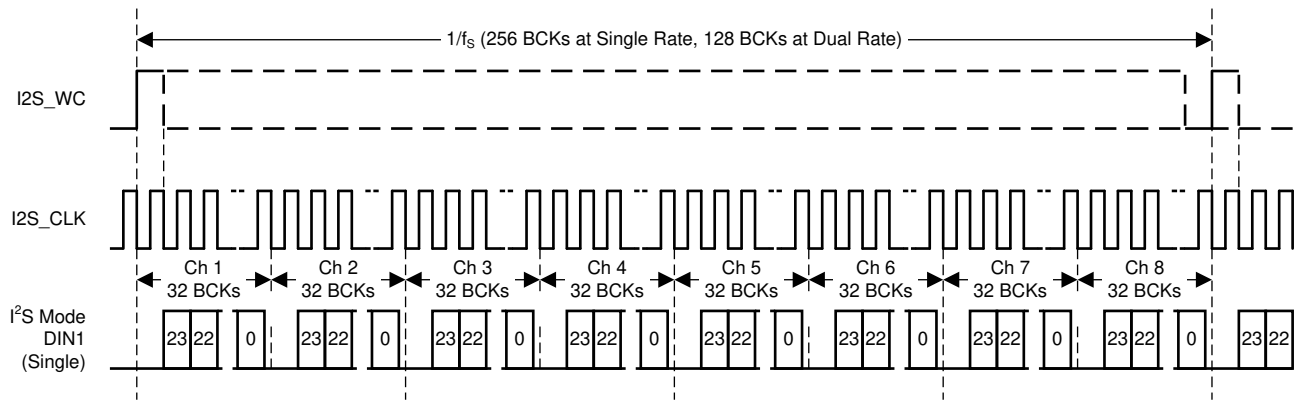 1/fS (256 BCKs at Single Rate, 128 BCKs at Dual Rate)
I2S_WC
I2S_CLK
Ch 1 Ch 2 Ch 3 Ch 4 Ch 5 Ch 6 Ch 7 Ch 8
32 BCKs 32 BCKs 32 BCKs 32 BCKs 32 BCKs 32 BCKs 32 BCKs 32 BCKs
I²S Mode
DIN1
(Single)
23 22 0 23 22 0 23 22 0 23 22 0 23 22 0 23 22 0 23 22 0 23 22 0 23 22